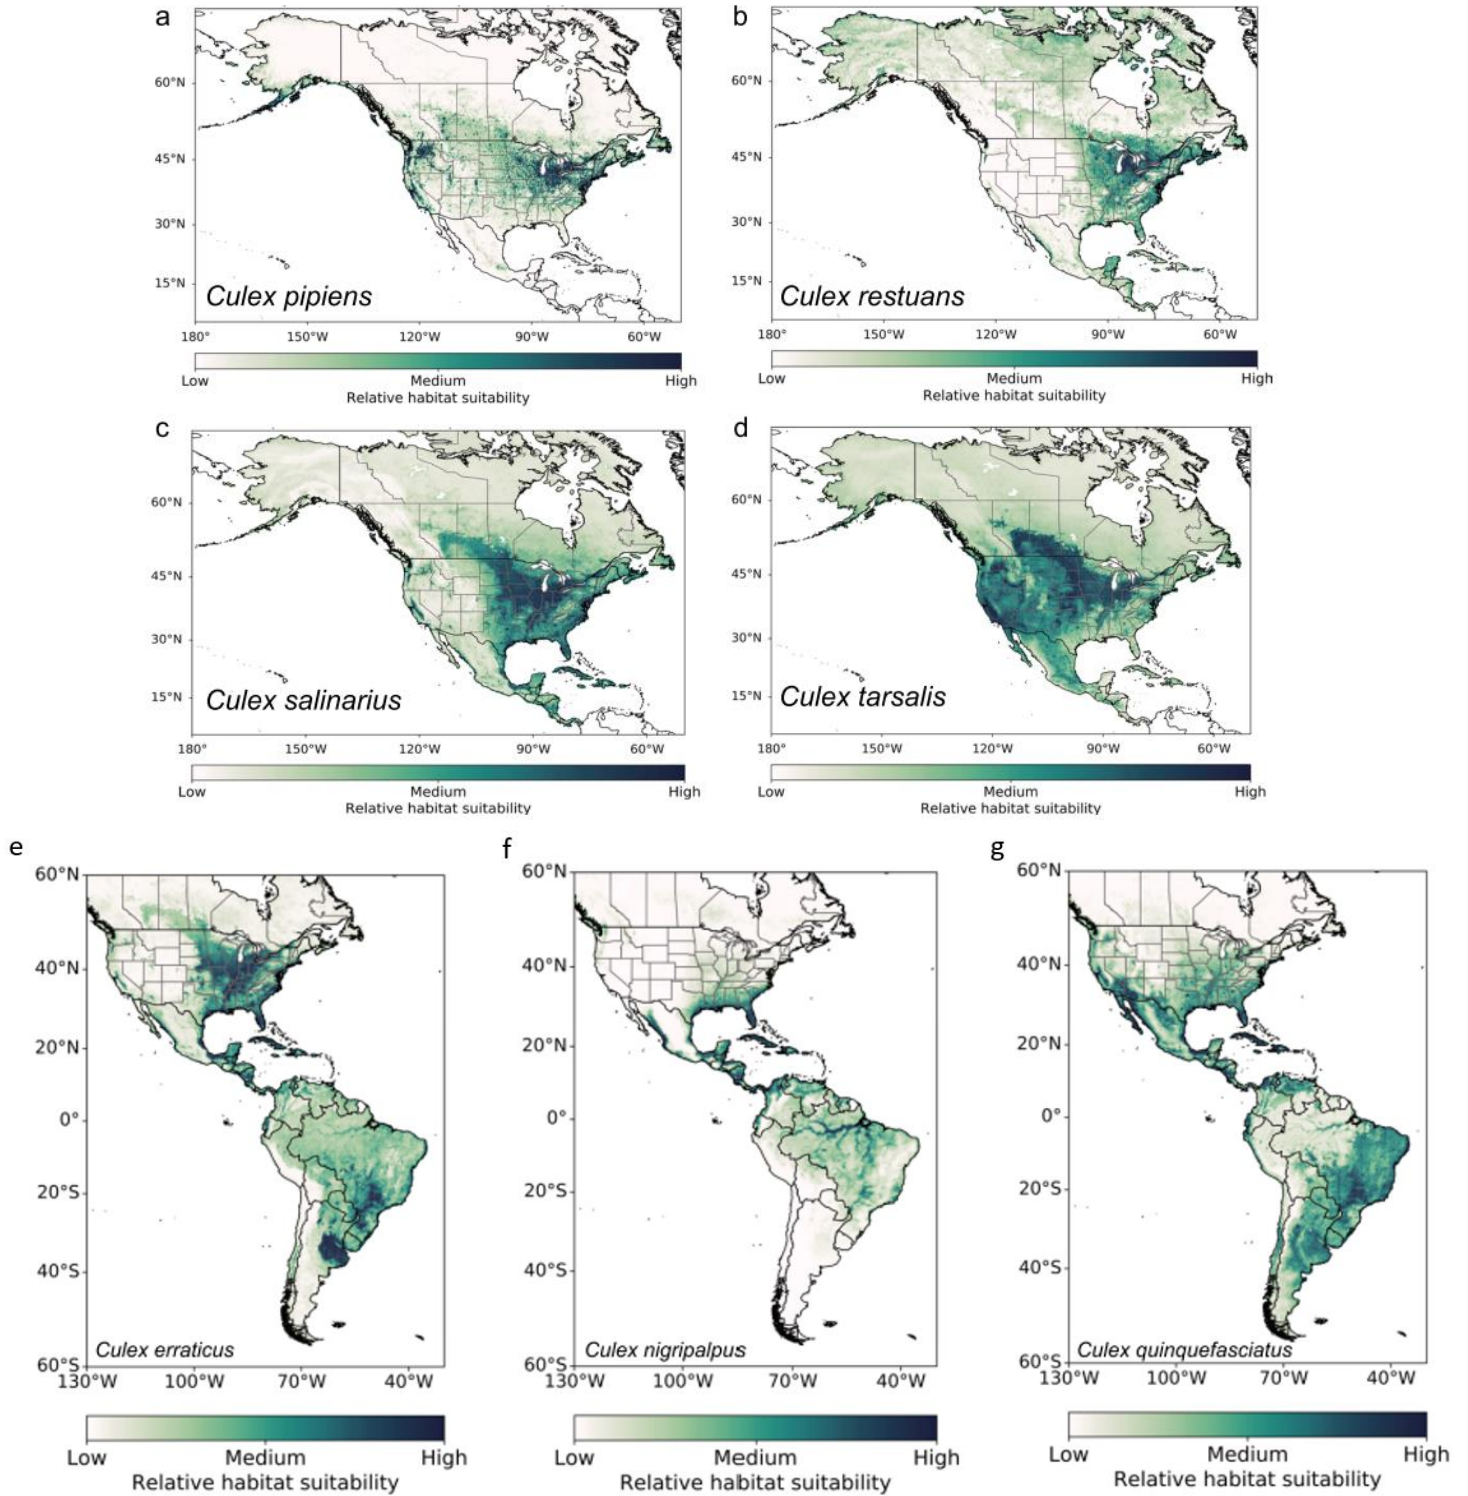 a
60°N
45°N
30°N
15°N
Culex pipiens
180° 150°W 120°W 90°W 60°W
Low Medium High
Relative habitat suitability
b
60°N
45°N
30°N
15°N
Culex restuans
180° 150°W 120°W 90°W 60°W
Low Medium High
Relative habitat suitability
c
60°N
45°N
30°N
15°N
Culex salinarius
180° 150°W 120°W 90°W 60°W
Low Medium High
Relative habitat suitability
d
60°N
45°N
30°N
15°N
Culex tarsalis
180° 150°W 120°W 90°W 60°W
Low Medium High
Relative habitat suitability
e
60°N
40°N
20°N
0°
20°S
40°S
60°S
Culex erraticus
130°W 100°W 70°W 40°W
Low Medium High
Relative habitat suitability
f
60°N
40°N
20°N
0°
20°S
40°S
60°S
Culex nigripalpus
130°W 100°W 70°W 40°W
Low Medium High
Relative habitat suitability
g
60°N
40°N
20°N
0°
20°S
40°S
60°S
Culex quinquefasciatus
130°W 100°W 70°W 40°W
Low Medium High
Relative habitat suitability